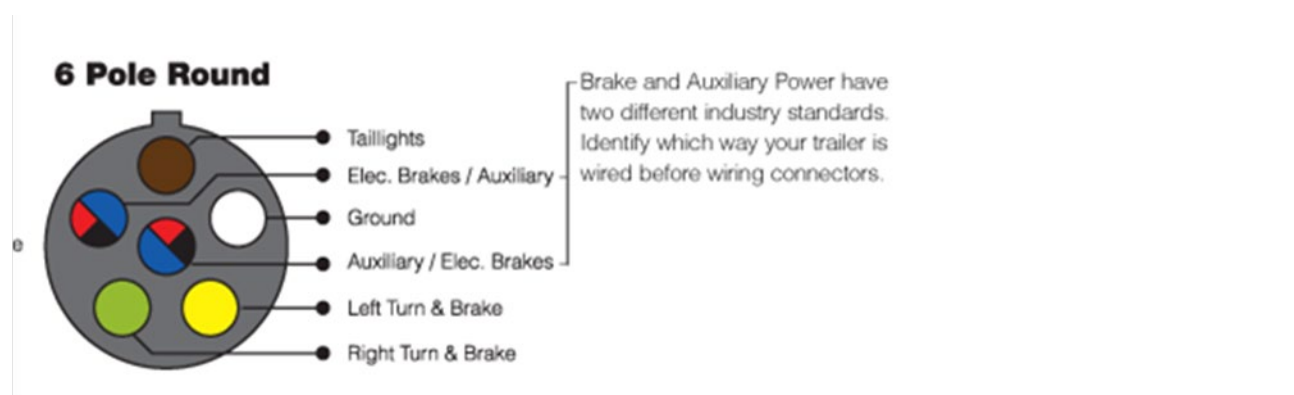 6 Pole Round
Brake and Auxiliary Power have
two different industry standards.
Identify which way your trailer is
wired before wiring connectors.
Taillights
Elec. Brakes / Auxiliary
Ground
Auxiliary / Elec. Brakes
Left Turn & Brake
Right Turn & Brake
e